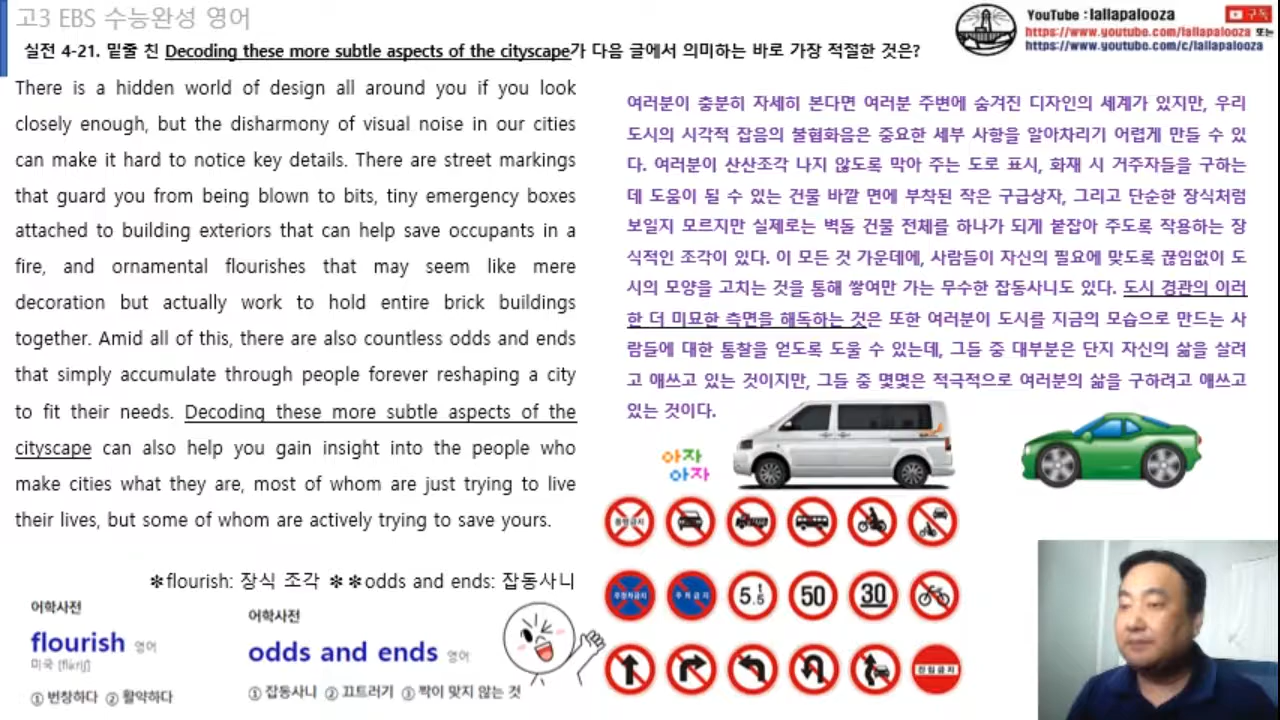 고3 EBS 수능완성 영어
실전 4-21. 밑줄 친 Decoding these more subtle aspects of the cityscape가 다음 글에서 의미하는 바로 가장 적절한 것은?
YouTube : lallapalooza
구독
https://www.youtube.com/lallapalooza 또는
https://www.youtube.com/c/lallapalooza
There is a hidden world of design all around you if you look
closely enough, but the disharmony of visual noise in our cities
can make it hard to notice key details. There are street markings
that guard you from being blown to bits, tiny emergency boxes
attached to building exteriors that can help save occupants in a
fire, and ornamental flourishes that may seem like mere
decoration but actually work to hold entire brick buildings
together. Amid all of this, there are also countless odds and ends
that simply accumulate through people forever reshaping a city
to fit their needs. Decoding these more subtle aspects of the
cityscape can also help you gain insight into the people who
make cities what they are, most of whom are just trying to live
their lives, but some of whom are actively trying to save yours.
✻flourish: 장식 조각 ✻✻odds and ends: 잡동사니
여러분이 충분히 자세히 본다면 여러분 주변에 숨겨진 디자인의 세계가 있지만, 우리
도시의 시각적 잡음의 불협화음은 중요한 세부 사항을 알아차리기 어렵게 만들 수 있
다. 여러분이 산산조각 나지 않도록 막아 주는 도로 표시, 화재 시 거주자들을 구하는
데 도움이 될 수 있는 건물 바깥 면에 부착된 작은 구급상자, 그리고 단순한 장식처럼
보일지 모르지만 실제로는 벽돌 건물 전체를 하나가 되게 붙잡아 주도록 작용하는 장
식적인 조각이 있다. 이 모든 것 가운데에, 사람들이 자신의 필요에 맞도록 끊임없이 도
시의 모양을 고치는 것을 통해 쌓여만 가는 무수한 잡동사니도 있다. 도시 경관의 이러
한 더 미묘한 측면을 해독하는 것은 또한 여러분이 도시를 지금의 모습으로 만드는 사
람들에 대한 통찰을 얻도록 도울 수 있는데, 그들 중 대부분은 단지 자신의 삶을 살려
고 애쓰고 있는 것이지만, 그들 중 몇몇은 적극적으로 여러분의 삶을 구하려고 애쓰고
있는 것이다.
아자
아자
통행금지
주정차금지
주차금지
5.5
50
30
진입금지
어학사전
flourish 영어
미국
① 번창하다 ② 활약하다
어학사전
odds and ends 영어
① 잡동사니 ② 끄트러기 ③ 짝이 맞지 않는 것